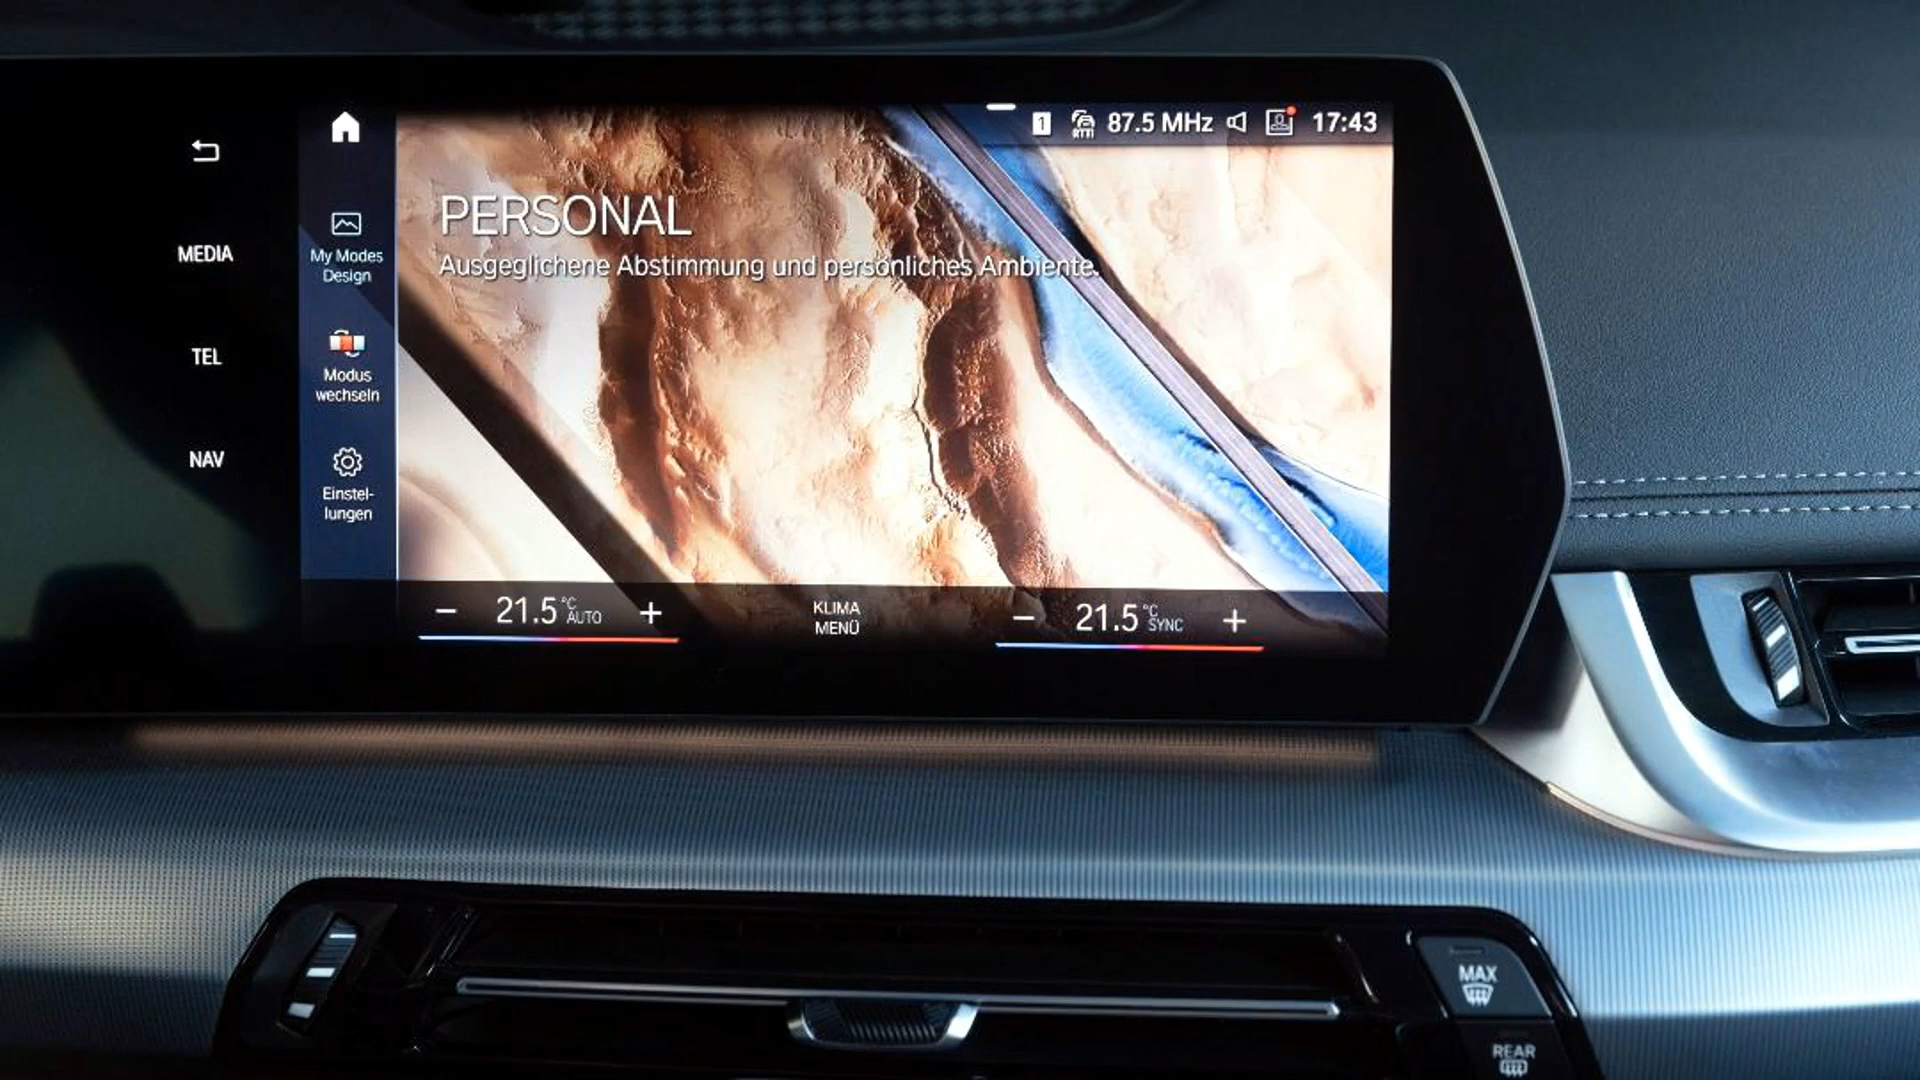 1 RTTI 87.5 MHz 17:43
MEDIA
TEL
NAV
My Modes
Design
Modus
wechseln
Einstel-
lungen
PERSONAL
Ausgeglichene Abstimmung und persönliches Ambiente.
− 21.5 °C AUTO +
KLIMA
MENÜ
− 21.5 °C SYNC +
MAX
REAR